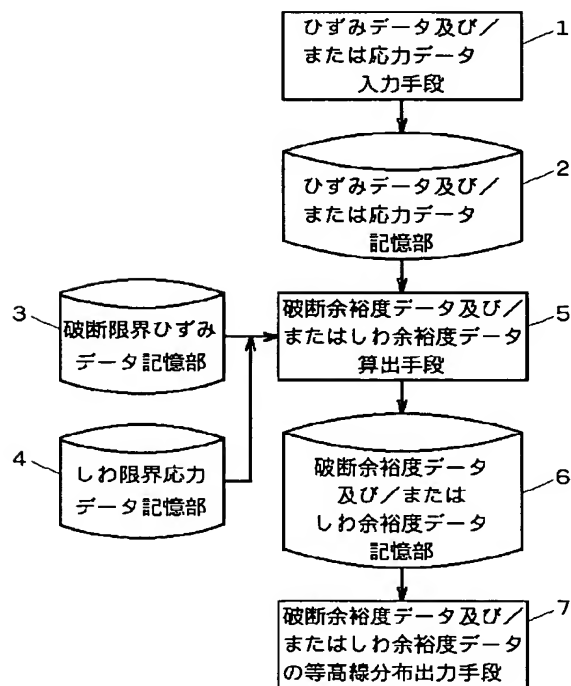 ひずみデータ及び／
または応力データ
入力手段
1
ひずみデータ及び／
または応力データ
記憶部
2
3
破断限界ひずみ
データ記憶部
破断余裕度データ及び／
またはしわ余裕度データ
算出手段
5
4
しわ限界応力
データ記憶部
破断余裕度データ
及び／または
しわ余裕度データ
記憶部
6
破断余裕度データ及び／
またはしわ余裕度データ
の等高線分布出力手段
7